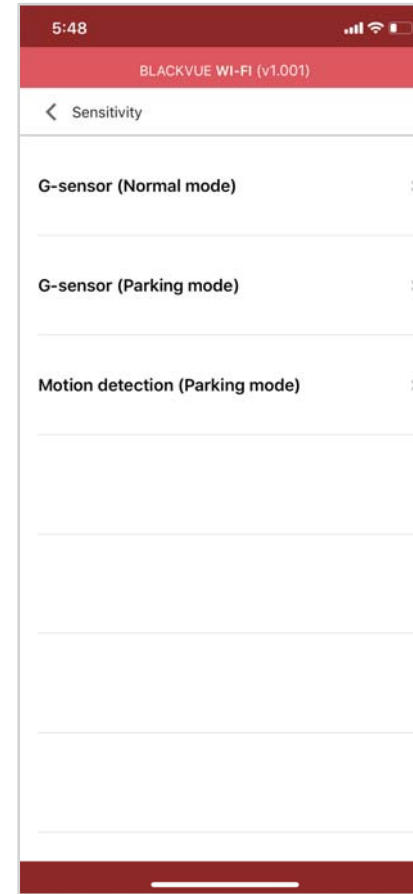 5:48
BLACKVUE WI-FI (v1.001)
Sensitivity
G-sensor (Normal mode)
G-sensor (Parking mode)
Motion detection (Parking mode)